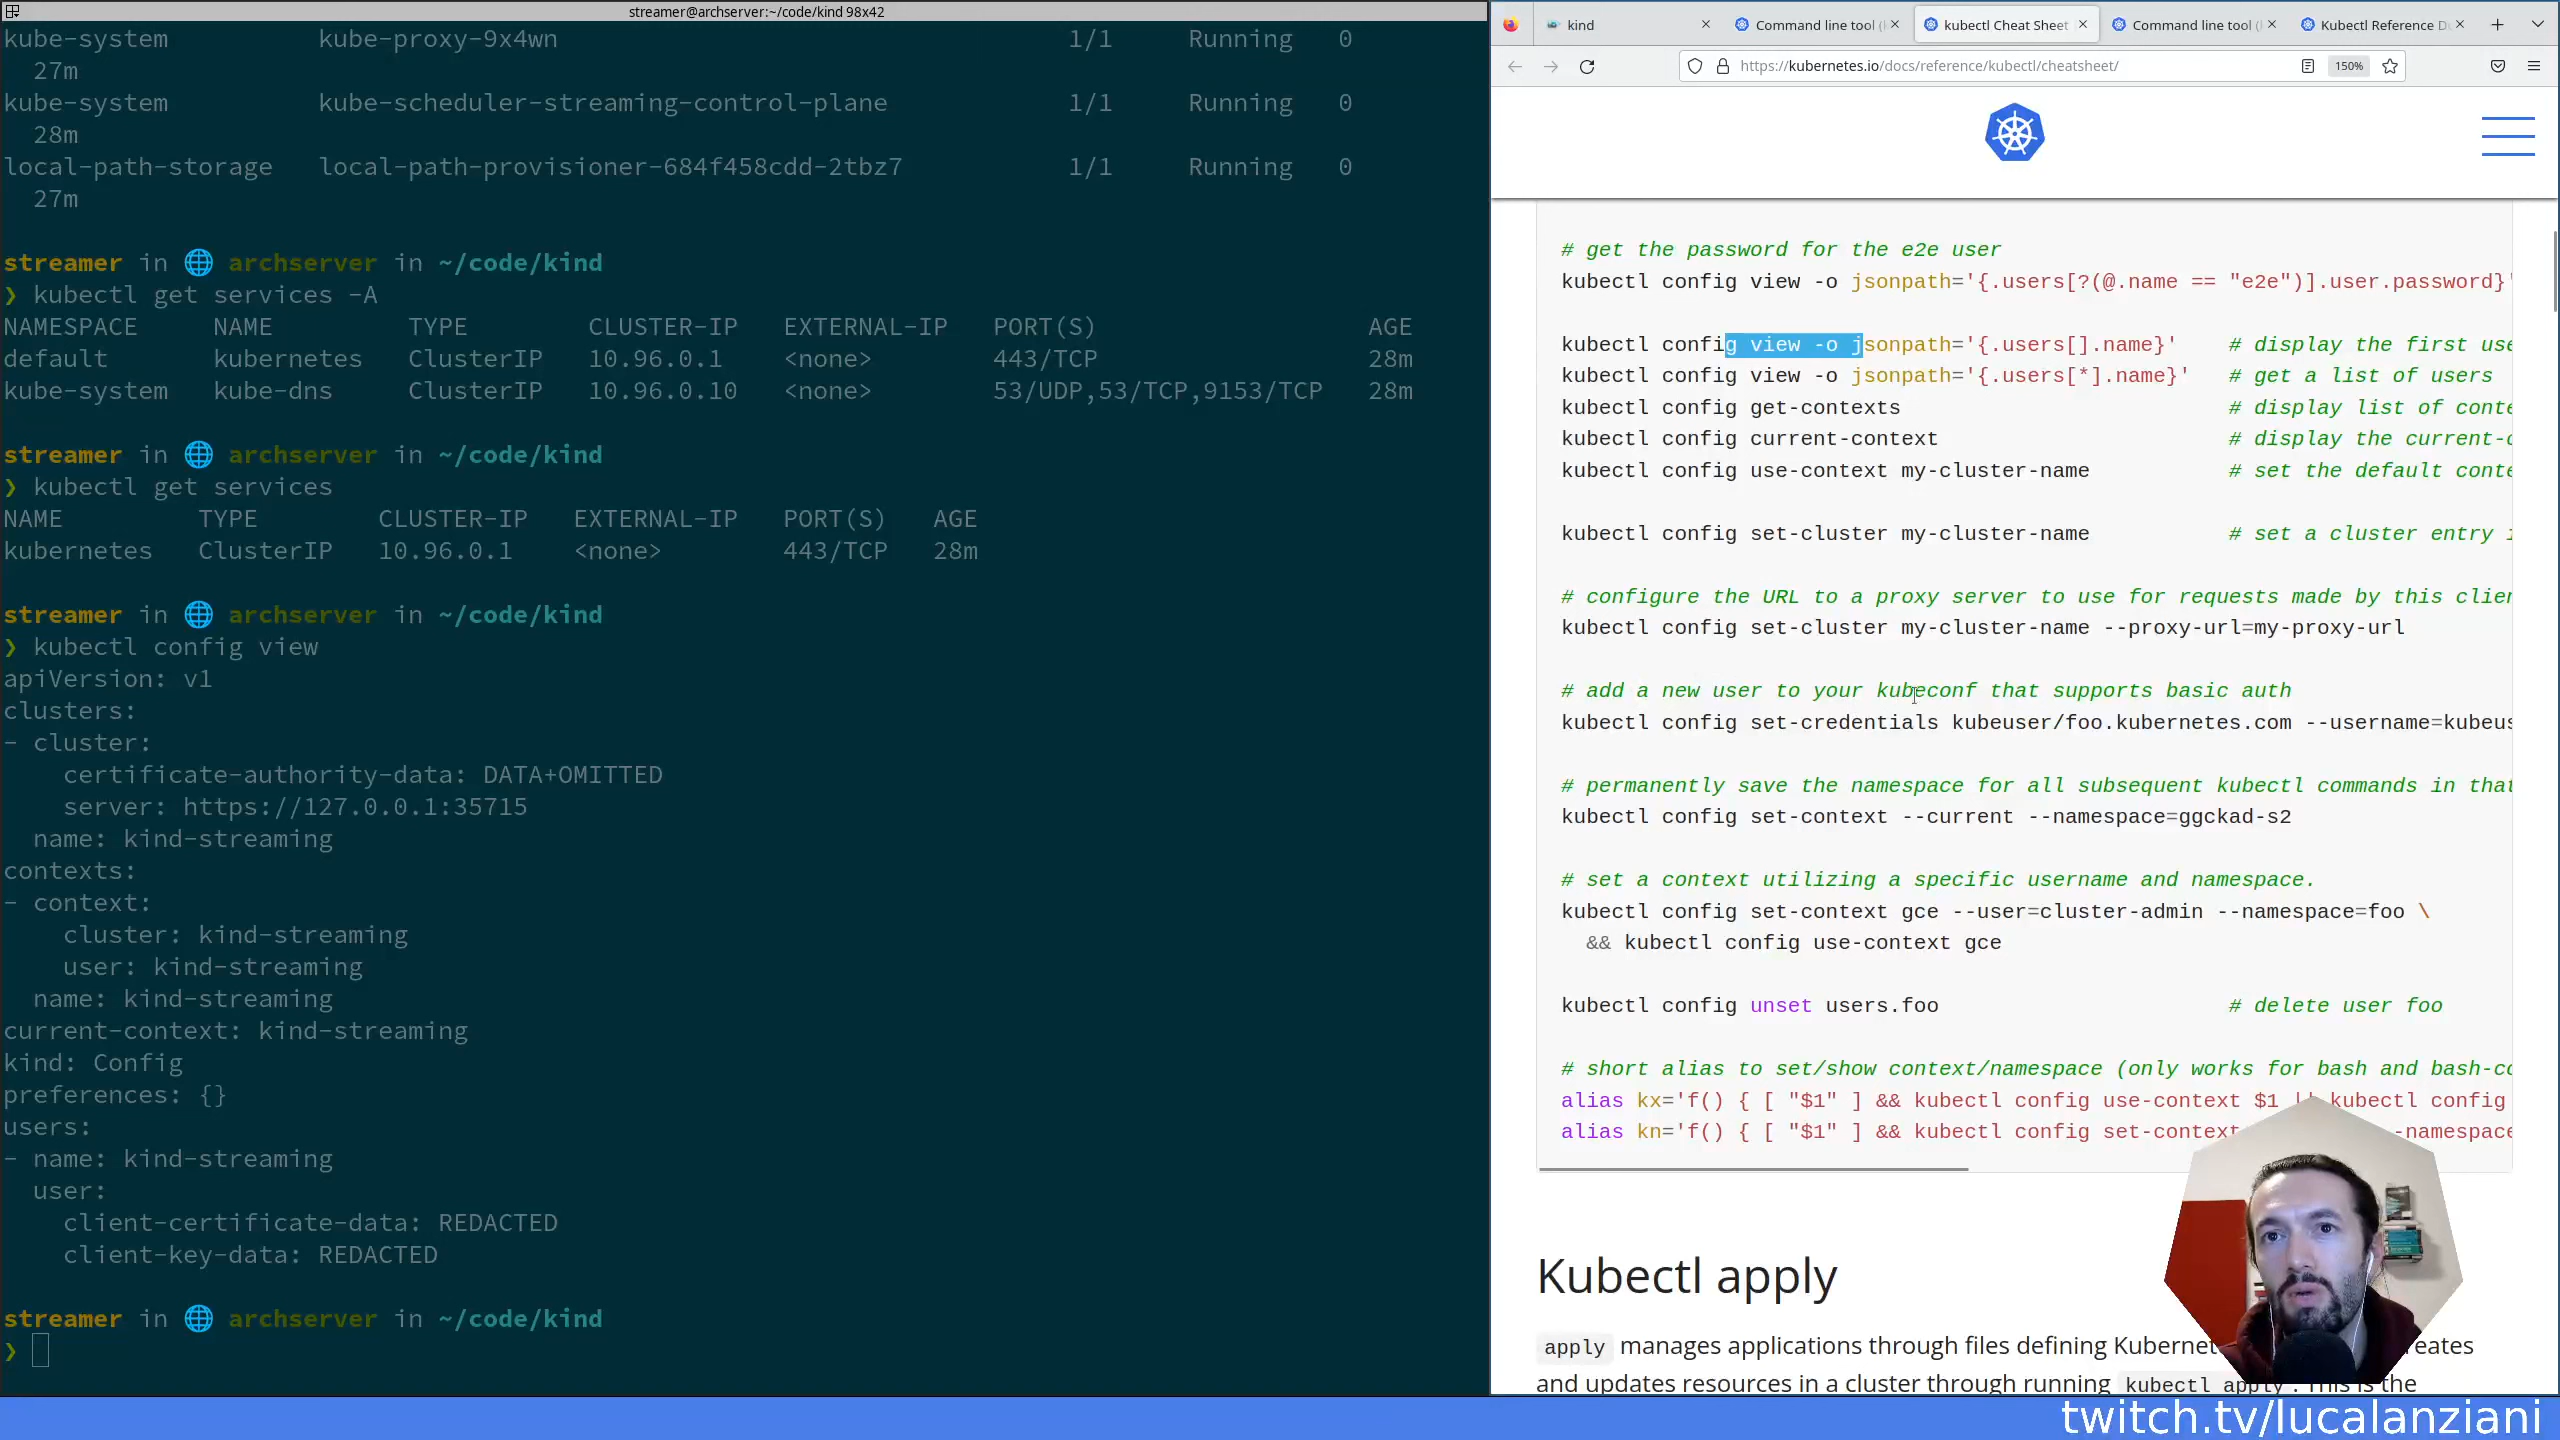 streamer@archserver:~/code/kind 98x42
kube-system          kube-proxy-9x4wn                            1/1     Running   0
  27m
kube-system          kube-scheduler-streaming-control-plane      1/1     Running   0
  28m
local-path-storage   local-path-provisioner-684f458cdd-2tbz7     1/1     Running   0
  27m
streamer in 🌐 archserver in ~/code/kind
❯ kubectl get services -A
NAMESPACE     NAME         TYPE        CLUSTER-IP   EXTERNAL-IP   PORT(S)                  AGE
default       kubernetes   ClusterIP   10.96.0.1    <none>        443/TCP                  28m
kube-system   kube-dns     ClusterIP   10.96.0.10   <none>        53/UDP,53/TCP,9153/TCP   28m
streamer in 🌐 archserver in ~/code/kind
❯ kubectl get services
NAME         TYPE        CLUSTER-IP   EXTERNAL-IP   PORT(S)   AGE
kubernetes   ClusterIP   10.96.0.1    <none>        443/TCP   28m
streamer in 🌐 archserver in ~/code/kind
❯ kubectl config view
apiVersion: v1
clusters:
- cluster:
    certificate-authority-data: DATA+OMITTED
    server: https://127.0.0.1:35715
  name: kind-streaming
contexts:
- context:
    cluster: kind-streaming
    user: kind-streaming
  name: kind-streaming
current-context: kind-streaming
kind: Config
preferences: {}
users:
- name: kind-streaming
  user:
    client-certificate-data: REDACTED
    client-key-data: REDACTED
streamer in 🌐 archserver in ~/code/kind
❯
kind   Command line tool (   kubectl Cheat Sheet   Command line tool (   Kubectl Reference D
https://kubernetes.io/docs/reference/kubectl/cheatsheet/   150%
# get the password for the e2e user
kubectl config view -o jsonpath='{.users[?(@.name == "e2e")].user.password}'
kubectl config view -o jsonpath='{.users[].name}'    # display the first use
kubectl config view -o jsonpath='{.users[*].name}'   # get a list of users
kubectl config get-contexts                          # display list of conte
kubectl config current-context                       # display the current-c
kubectl config use-context my-cluster-name           # set the default conte
kubectl config set-cluster my-cluster-name           # set a cluster entry i
# configure the URL to a proxy server to use for requests made by this clien
kubectl config set-cluster my-cluster-name --proxy-url=my-proxy-url
# add a new user to your kubeconf that supports basic auth
kubectl config set-credentials kubeuser/foo.kubernetes.com --username=kubeus
# permanently save the namespace for all subsequent kubectl commands in that
kubectl config set-context --current --namespace=ggckad-s2
# set a context utilizing a specific username and namespace.
kubectl config set-context gce --user=cluster-admin --namespace=foo \
  && kubectl config use-context gce
kubectl config unset users.foo                       # delete user foo
# short alias to set/show context/namespace (only works for bash and bash-co
alias kx='f() { [ "$1" ] && kubectl config use-context $1 || kubectl config
alias kn='f() { [ "$1" ] && kubectl config set-context -namespace
Kubectl apply
apply manages applications through files defining Kubernet reates
and updates resources in a cluster through running kubectl apply. This is the
twitch.tv/lucalanziani